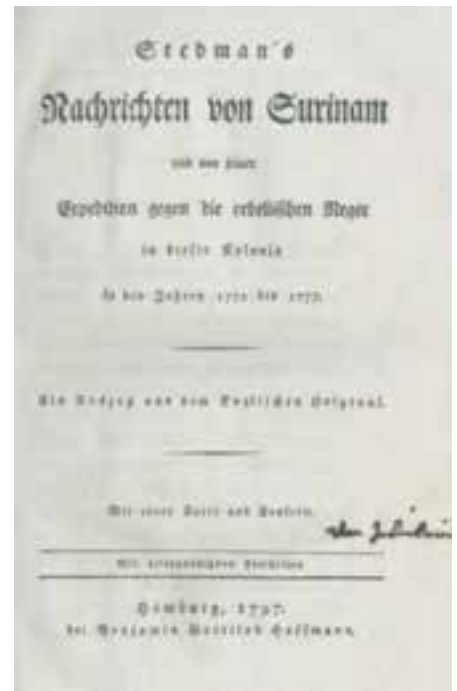 Stedman's
Nachrichten von Surinam
und von seiner
Expedition gegen die rebellischen Neger
in dieser Kolonie
in den Jahren 1772 bis 1777.
Ein Auszug aus dem Englischen Original.
Mit einer Karte und Kupfern.
Mit
Hamburg, 1797.
bei Benjamin Gottlob Hoffmann.